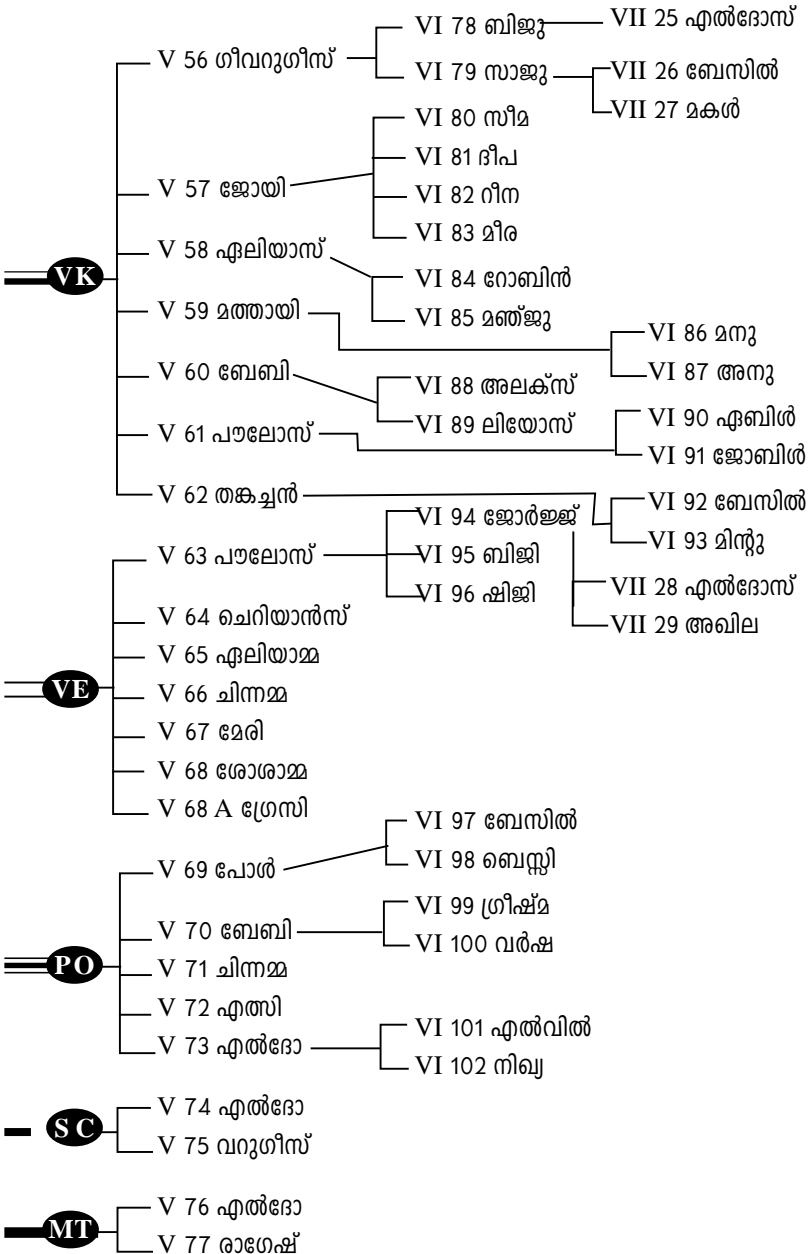 VI 78 ബിജു
VII 25 എൽദോസ്
V 56 ഗീവറുഗീസ്
VI 79 സാജു
VII 26 ബേസിൽ
VII 27 മകൾ
VI 80 സീമ
VI 81 ദീപ
V 57 ജോയി
VI 82 റീന
VI 83 മീര
V 58 ഏലിയാസ്
VK
VI 84 റോബിൻ
V 59 മത്തായി
VI 85 മഞ്ജു
VI 86 മനു
VI 87 അനു
V 60 ബേബി
VI 88 അലക്സ്
VI 89 ലിയോസ്
VI 90 ഏബിൾ
V 61 പൗലോസ്
VI 91 ജോബിൾ
V 62 തങ്കച്ചൻ
VI 92 ബേസിൽ
VI 93 മിന്റു
VI 94 ജോർജ്ജ്
V 63 പൗലോസ്
VI 95 ബിജി
VI 96 ഷിജി
VII 28 എൽദോസ്
VII 29 അഖില
V 64 ചെറിയാൻസ്
V 65 ഏലിയാമ്മ
VE
V 66 ചിന്നമ്മ
V 67 മേരി
V 68 ശോശാമ്മ
V 68 A ഗ്രേസി
VI 97 ബേസിൽ
V 69 പോൾ
VI 98 ബെസ്സി
VI 99 ഗ്രീഷ്മ
V 70 ബേബി
VI 100 വർഷ
PO
V 71 ചിന്നമ്മ
V 72 എത്സി
VI 101 എൽവിൽ
V 73 എൽദോ
VI 102 നിഖ്യ
V 74 എൽദോ
SC
V 75 വറുഗീസ്
V 76 എൽദോ
MT
V 77 രാഗേഷ്